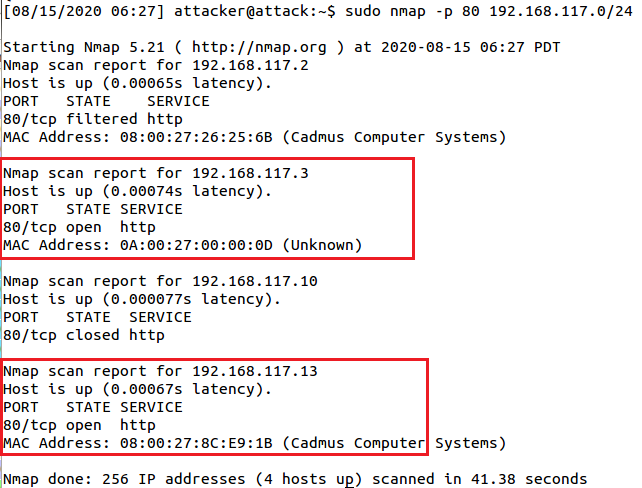 [08/15/2020 06:27] attacker@attack:~$ sudo nmap -p 80 192.168.117.0/24
Starting Nmap 5.21 ( http://nmap.org ) at 2020-08-15 06:27 PDT
Nmap scan report for 192.168.117.2
Host is up (0.00065s latency).
PORT   STATE    SERVICE
80/tcp filtered http
MAC Address: 08:00:27:26:25:6B (Cadmus Computer Systems)
Nmap scan report for 192.168.117.3
Host is up (0.00074s latency).
PORT   STATE SERVICE
80/tcp open  http
MAC Address: 0A:00:27:00:00:0D (Unknown)
Nmap scan report for 192.168.117.10
Host is up (0.000077s latency).
PORT   STATE  SERVICE
80/tcp closed http
Nmap scan report for 192.168.117.13
Host is up (0.00067s latency).
PORT   STATE SERVICE
80/tcp open  http
MAC Address: 08:00:27:8C:E9:1B (Cadmus Computer Systems)
Nmap done: 256 IP addresses (4 hosts up) scanned in 41.38 seconds